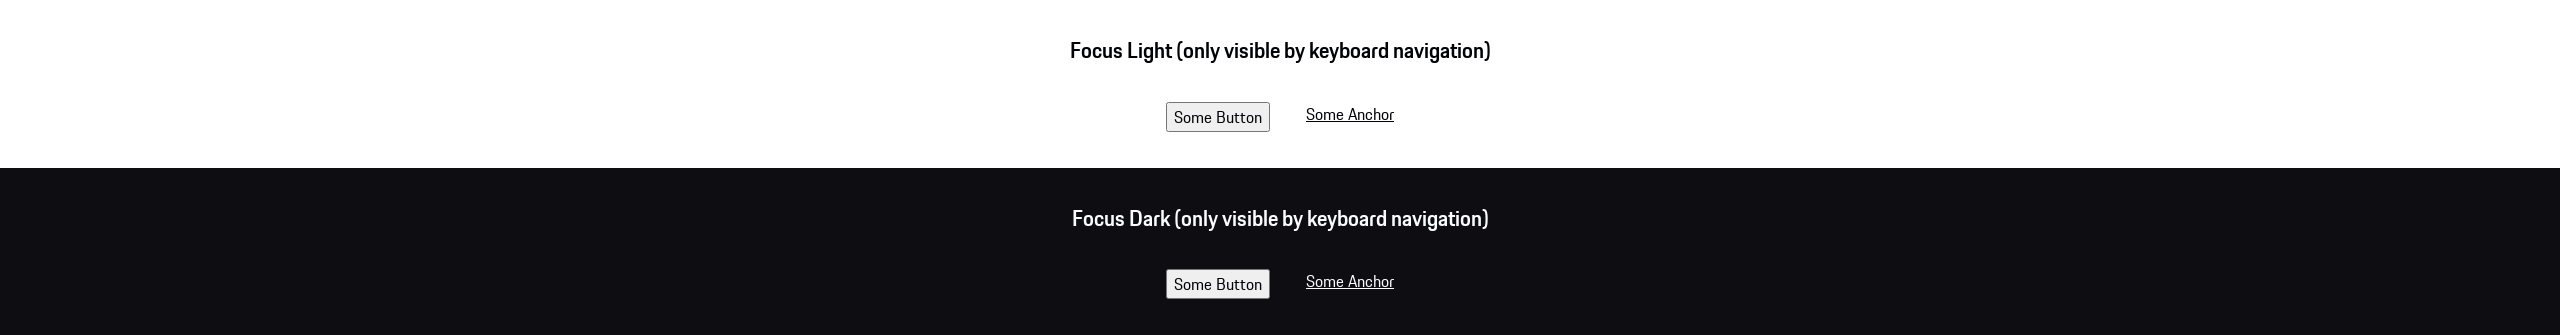 Focus Light (only visible by keyboard navigation)
Some Button Some Anchor
Focus Dark (only visible by keyboard navigation)
Some Button Some Anchor